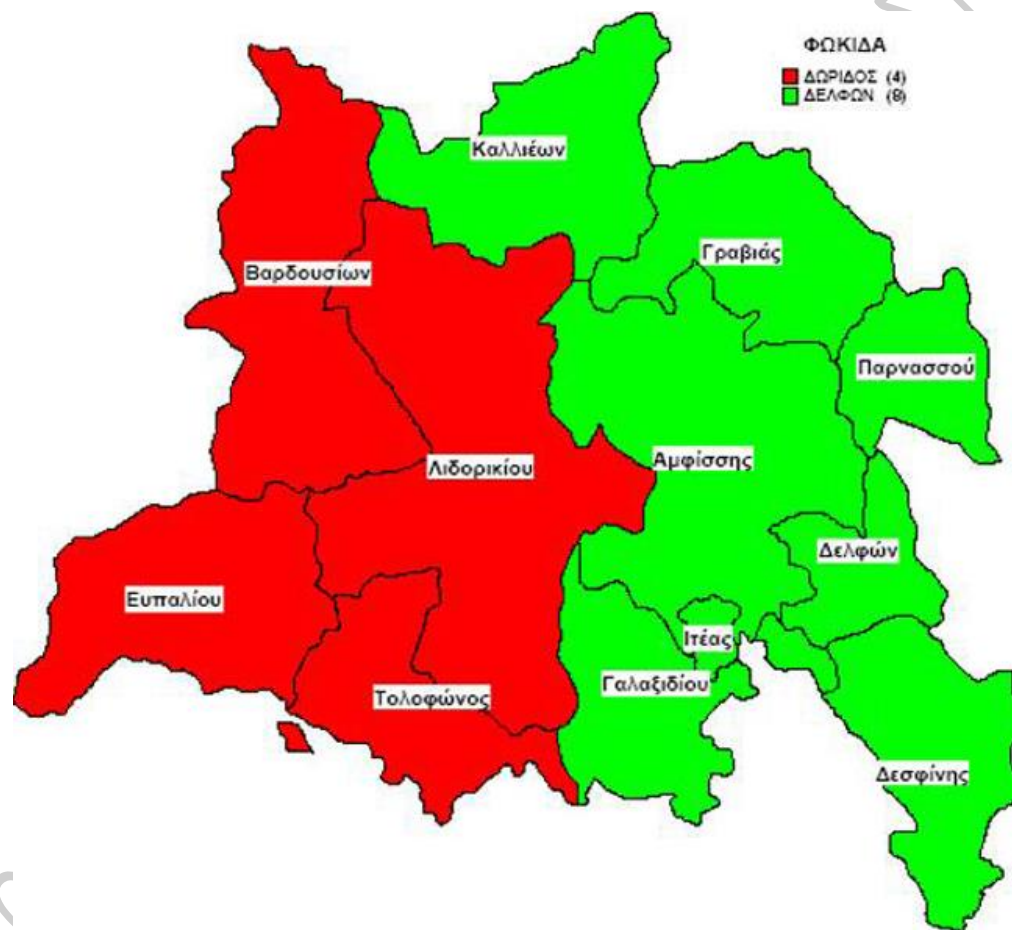 ΦΩΚΙΔΑ
ΔΩΡΙΔΟΣ (4)
ΔΕΛΦΩΝ (8)
Καλλιέων
Γραβιάς
Βαρδουσίων
Παρνασσού
Λιδορικίου
Αμφίσσης
Δελφών
Ευπαλίου
Ιτέας
Γαλαξιδίου
Τολοφώνος
Δεσφίνης